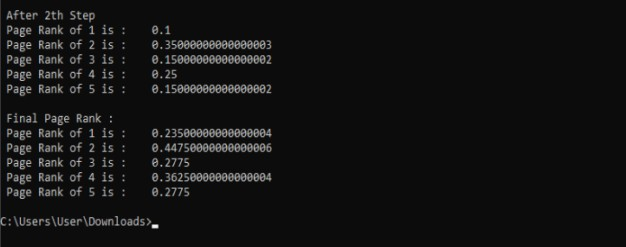 After 2th Step
Page Rank of 1 is :    0.1
Page Rank of 2 is :    0.35000000000000003
Page Rank of 3 is :    0.15000000000000002
Page Rank of 4 is :    0.25
Page Rank of 5 is :    0.15000000000000002
Final Page Rank :
Page Rank of 1 is :    0.23500000000000004
Page Rank of 2 is :    0.44750000000000006
Page Rank of 3 is :    0.2775
Page Rank of 4 is :    0.36250000000000004
Page Rank of 5 is :    0.2775
C:\Users\User\Downloads>